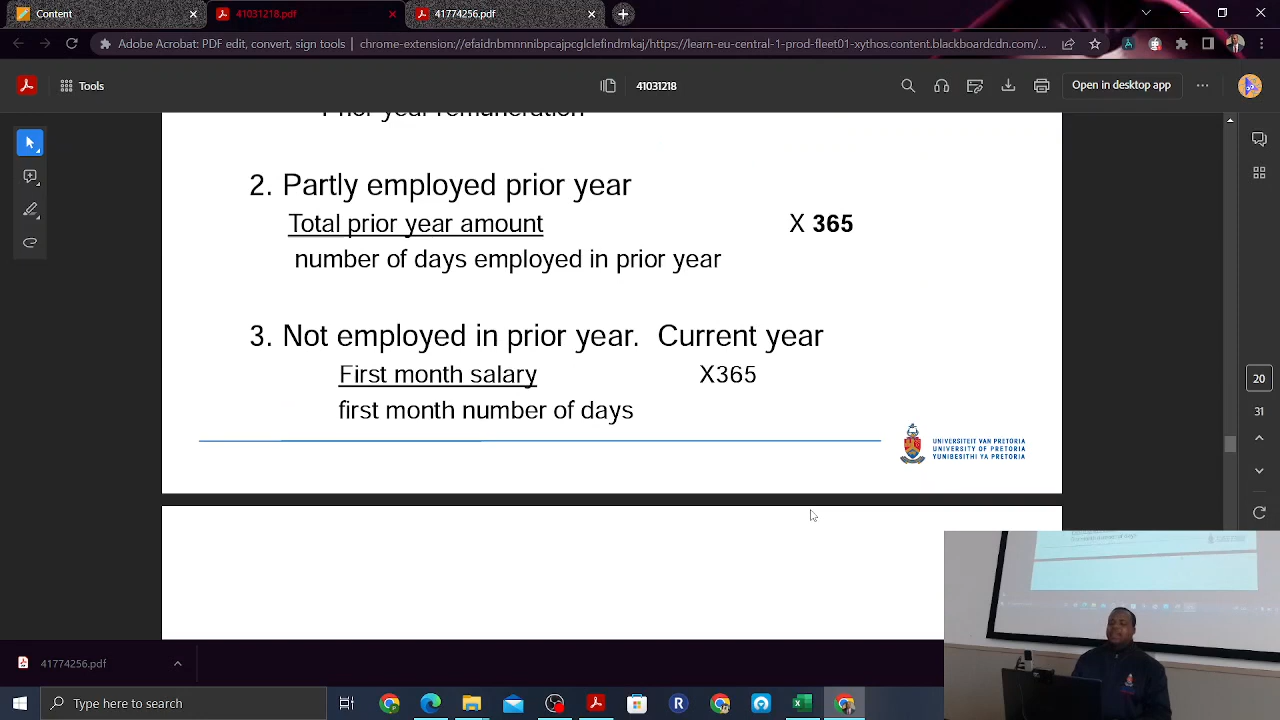 Content
41031218.pdf
41774256.pdf
Adobe Acrobat: PDF edit, convert, sign tools | chrome-extension://efaidnbmnnnibpcajpcglclefindmkaj/https://learn-eu-central-1-prod-fleet01-xythos.content.blackboardcdn.com/...
Tools
41031218
Open in desktop app
Prior year remuneration
2. Partly employed prior year
Total prior year amount X 365
number of days employed in prior year
3. Not employed in prior year. Current year
First month salary X365
first month number of days
UNIVERSITEIT VAN PRETORIA
UNIVERSITY OF PRETORIA
YUNIBESITHI YA PRETORIA
20
31
41774256.pdf
Type here to search